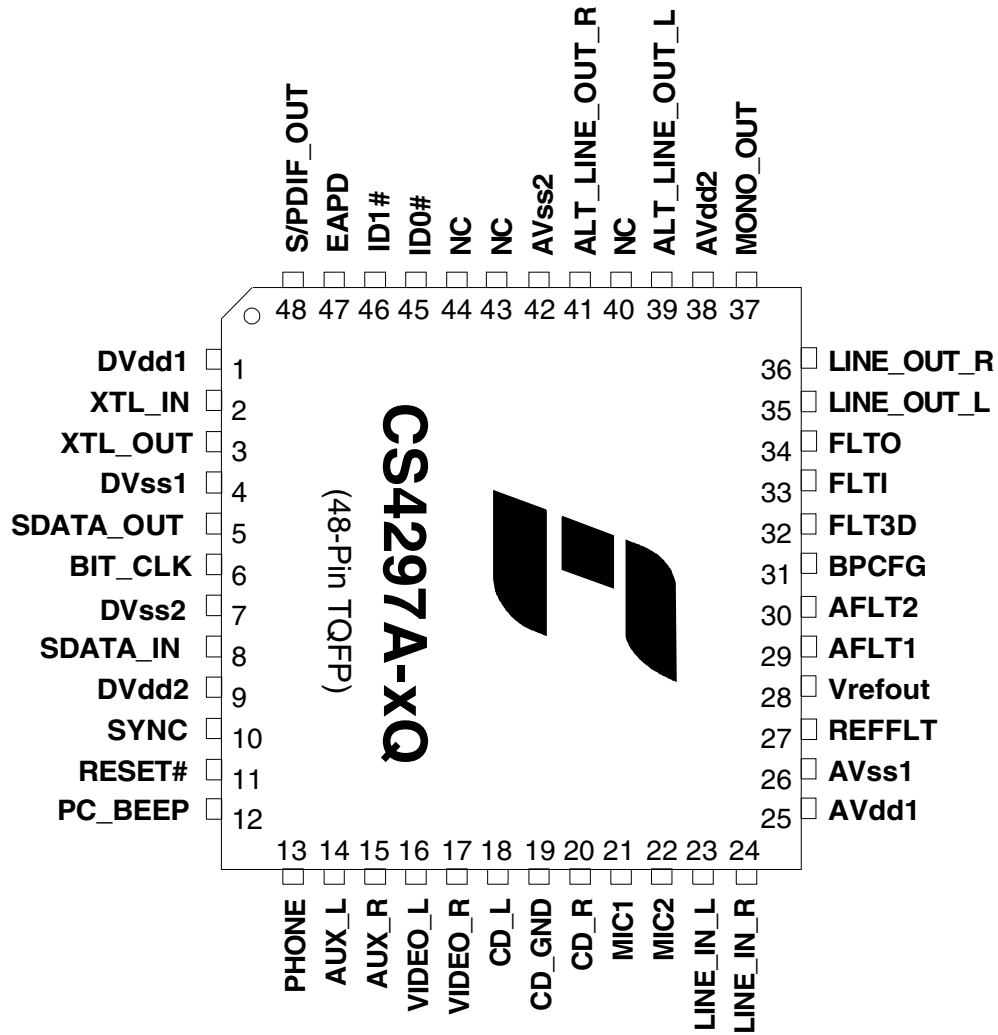 S/PDIF_OUT
EAPD
ID1#
ID0#
NC
NC
AVss2
ALT_LINE_OUT_R
NC
ALT_LINE_OUT_L
AVdd2
MONO_OUT
48 47 46 45 44 43 42 41 40 39 38 37
DVdd1 1
XTL_IN 2
XTL_OUT 3
DVss1 4
SDATA_OUT 5
BIT_CLK 6
DVss2 7
SDATA_IN 8
DVdd2 9
SYNC 10
RESET# 11
PC_BEEP 12
CS4297A-xQ
(48-Pin TQFP)
36 LINE_OUT_R
35 LINE_OUT_L
34 FLTO
33 FLTI
32 FLT3D
31 BPCFG
30 AFLT2
29 AFLT1
28 Vrefout
27 REFFLT
26 AVss1
25 AVdd1
13 14 15 16 17 18 19 20 21 22 23 24
PHONE
AUX_L
AUX_R
VIDEO_L
VIDEO_R
CD_L
CD_GND
CD_R
MIC1
MIC2
LINE_IN_L
LINE_IN_R